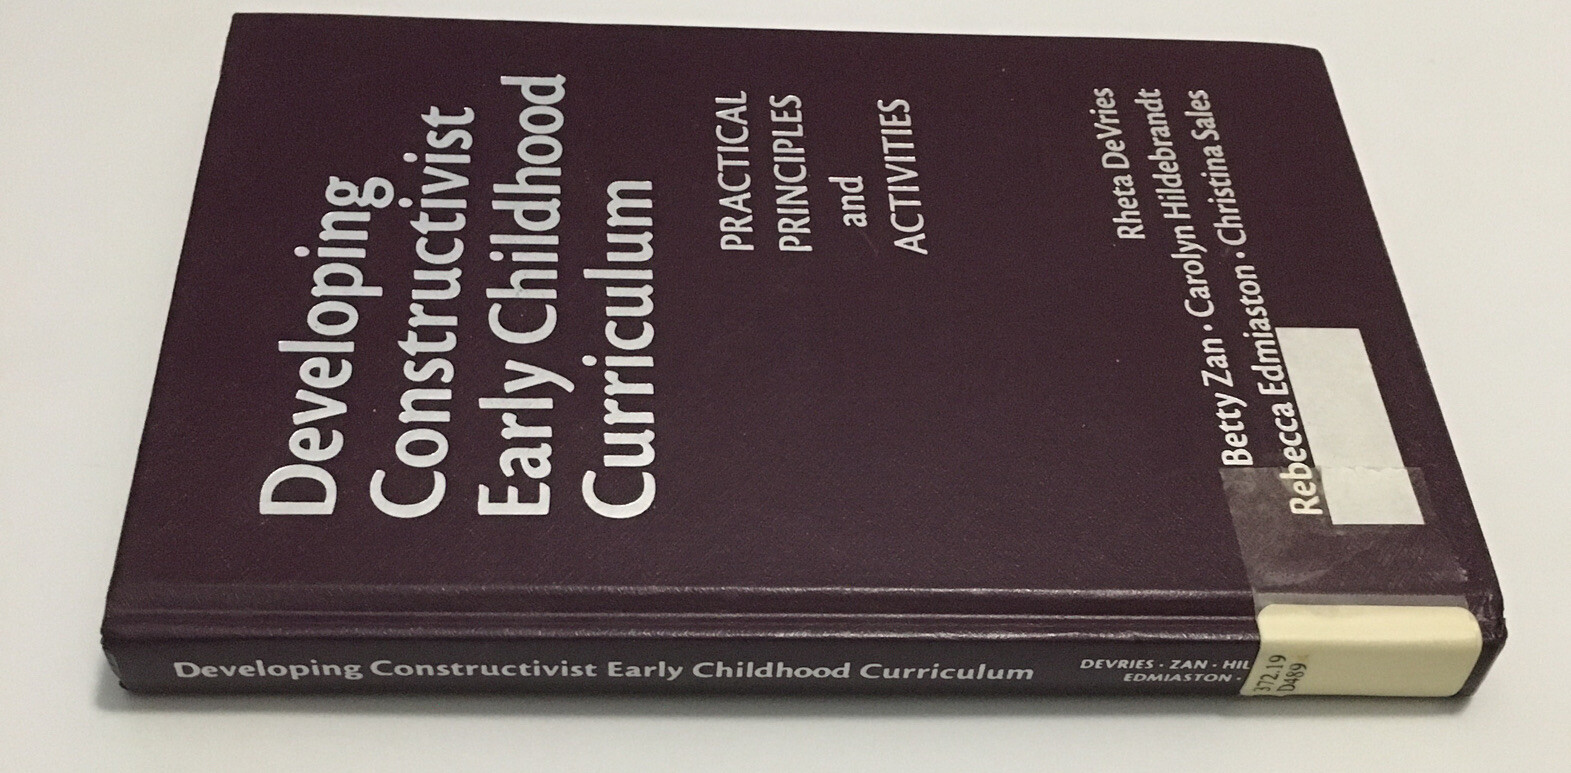 Developing
Constructivist
Early Childhood
Curriculum
PRACTICAL
PRINCIPLES
and
ACTIVITIES
Rheta DeVries
Betty Zan · Carolyn Hildebrandt
Rebecca Edmiaston · Christina Sales
Developing Constructivist Early Childhood Curriculum
DEVRIES · ZAN · HIL
EDMIASTON ·
372.19
D489